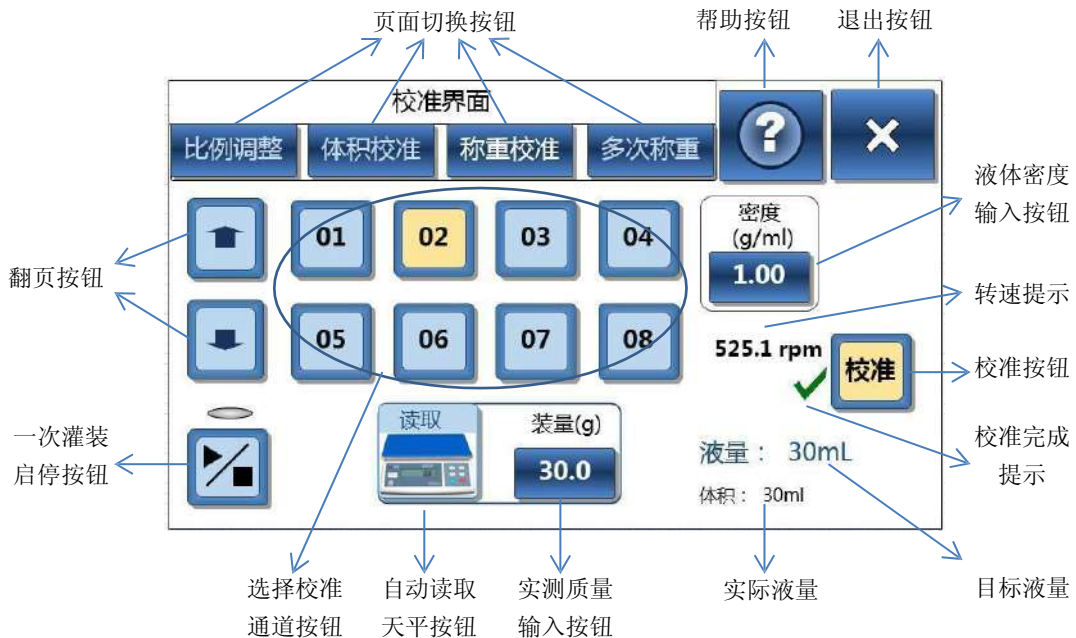 页面切换按钮
帮助按钮
退出按钮
校准界面
比例调整
体积校准
称重校准
多次称重
?
×
液体密度
输入按钮
密度
(g/ml)
1.00
01
02
03
04
翻页按钮
转速提示
05
06
07
08
525.1 rpm
校准
校准按钮
一次灌装
启停按钮
读取
装量(g)
30.0
液量： 30mL
体积： 30ml
校准完成
提示
选择校准
通道按钮
自动读取
天平按钮
实测质量
输入按钮
实际液量
目标液量